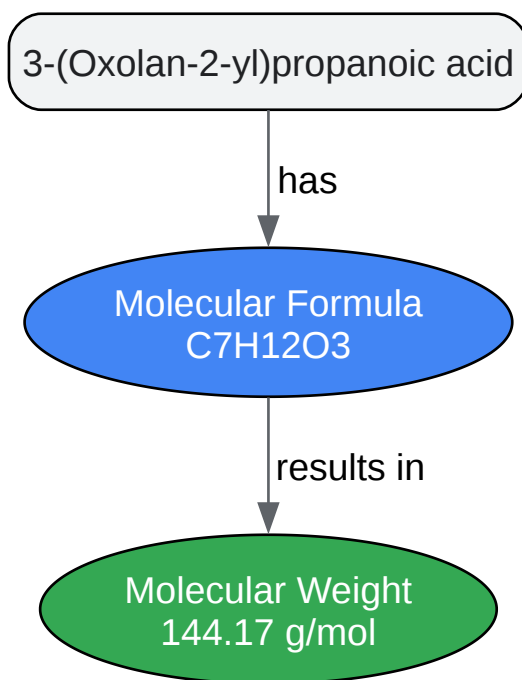 3-(Oxolan-2-yl)propanoic acid
has
Molecular Formula
C7H12O3
results in
Molecular Weight
144.17 g/mol